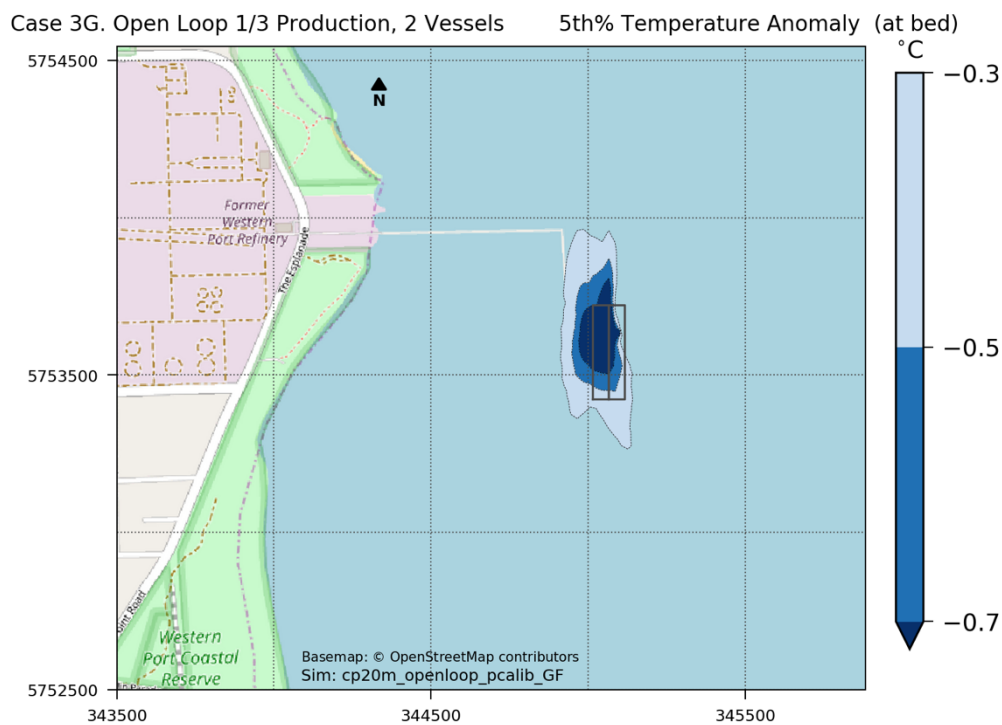 Case 3G. Open Loop 1/3 Production, 2 Vessels 5th% Temperature Anomaly (at bed)
°C
5754500
5753500
5752500
343500
344500
345500
−0.3
−0.5
−0.7
N
Former
Western
Port Refinery
The Esplanade
Western
Port Coastal
Reserve
Basemap: © OpenStreetMap contributors
Sim: cp20m_openloop_pcalib_GF